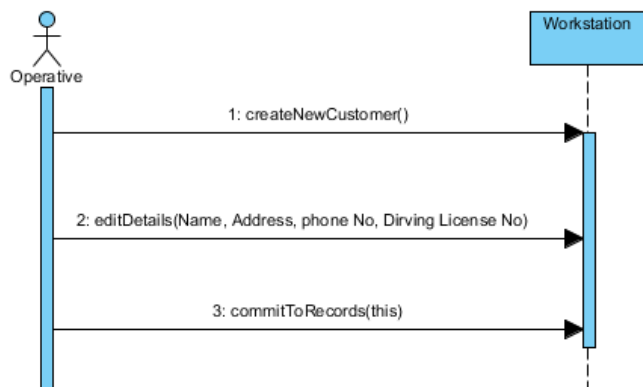 Workstation
Operative
1: createNewCustomer()
2: editDetails(Name, Address, phone No, Dirving License No)
3: commitToRecords(this)